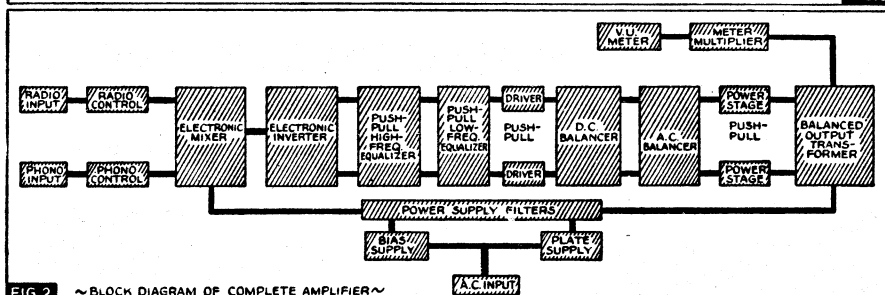 V.U.
METER
METER
MULTIPLIER
RADIO
INPUT
RADIO
CONTROL
PHONO
INPUT
PHONO
CONTROL
ELECTRONIC
MIXER
ELECTRONIC
INVERTER
PUSH-
PULL
HIGH-
FREQ.
EQUALIZER
PUSH-
PULL
LOW-
FREQ.
EQUALIZER
DRIVER
PUSH-
PULL
DRIVER
D.C.
BALANCER
A.C.
BALANCER
POWER
STAGE
PUSH-
PULL
POWER
STAGE
BALANCED
OUTPUT
TRANS-
FORMER
POWER SUPPLY FILTERS
BIAS
SUPPLY
PLATE
SUPPLY
A.C. INPUT
FIG. 2 ~BLOCK DIAGRAM OF COMPLETE AMPLIFIER~